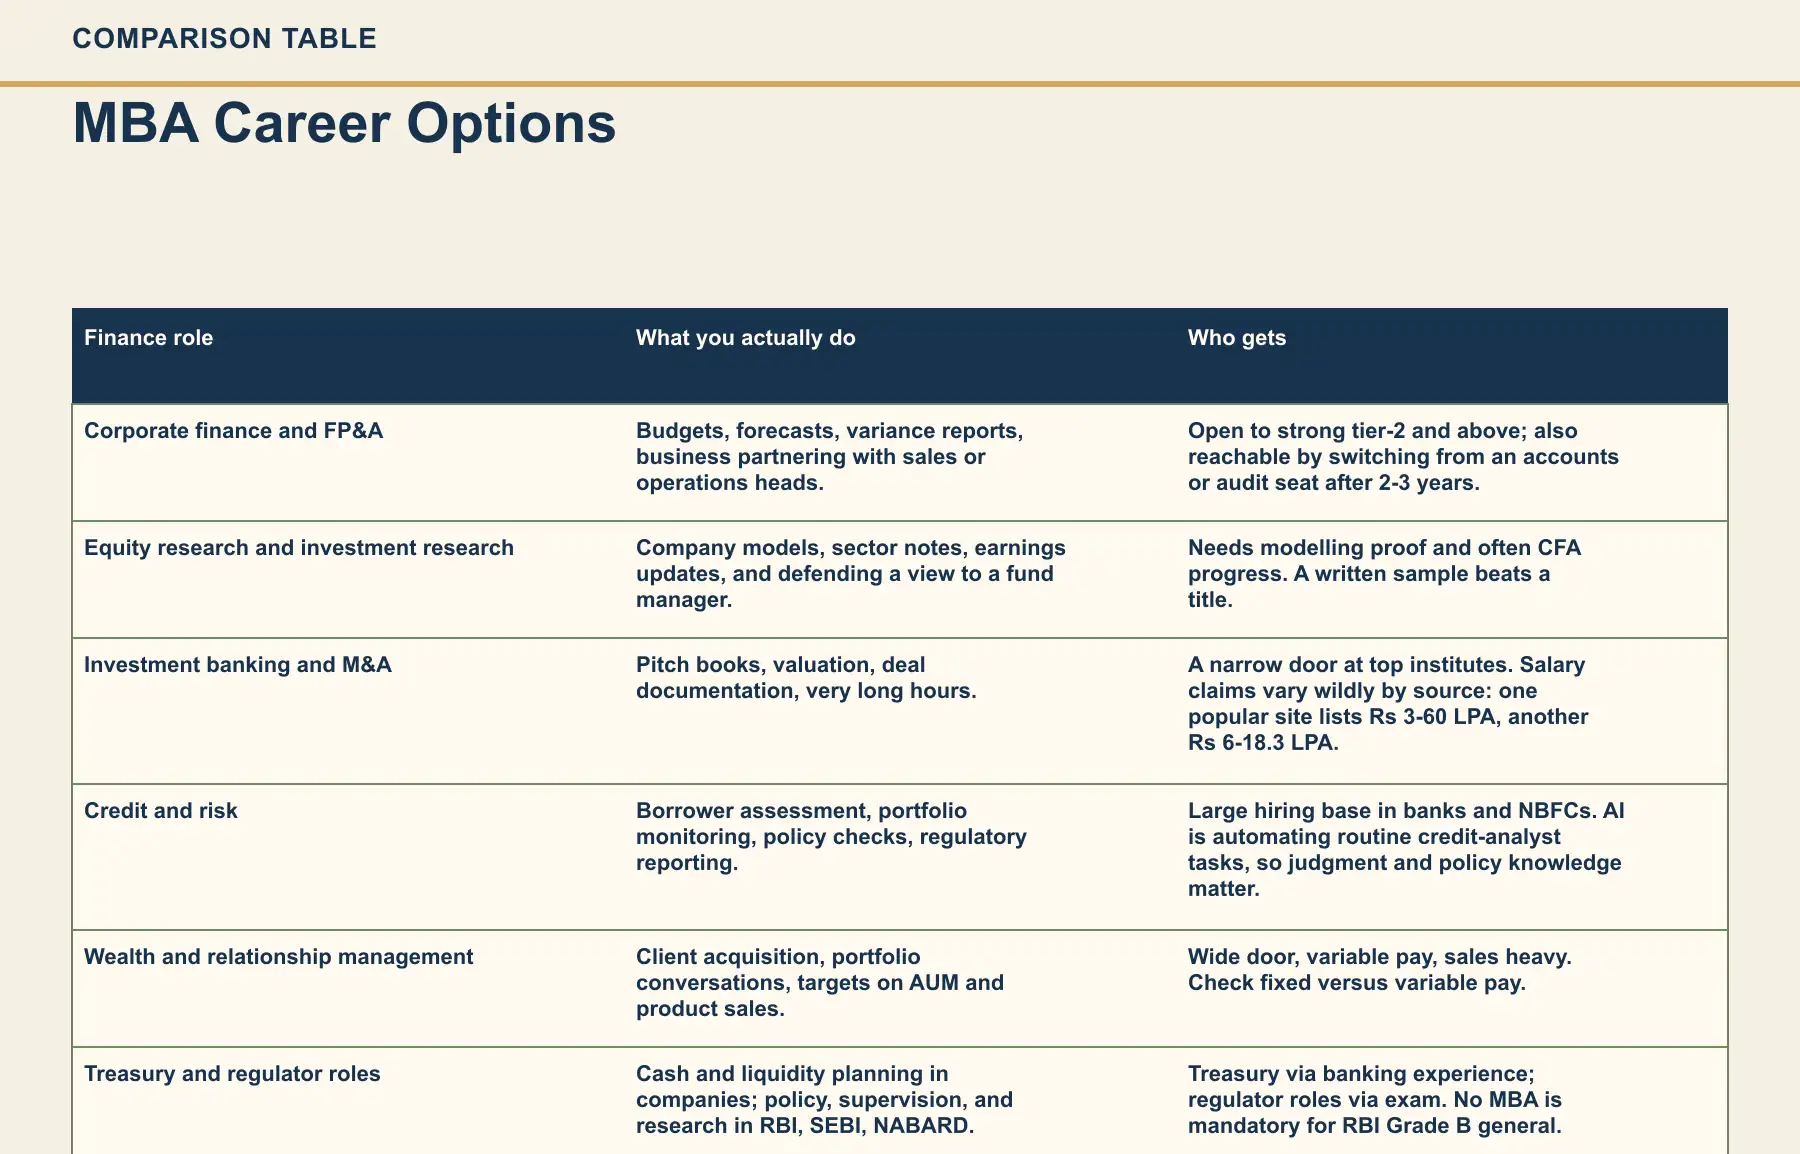 COMPARISON TABLE
MBA Career Options
Finance role
What you actually do
Who gets
Corporate finance and FP&A
Budgets, forecasts, variance reports,
business partnering with sales or
operations heads.
Open to strong tier-2 and above; also
reachable by switching from an accounts
or audit seat after 2-3 years.
Equity research and investment research
Company models, sector notes, earnings
updates, and defending a view to a fund
manager.
Needs modelling proof and often CFA
progress. A written sample beats a
title.
Investment banking and M&A
Pitch books, valuation, deal
documentation, very long hours.
A narrow door at top institutes. Salary
claims vary wildly by source: one
popular site lists Rs 3-60 LPA, another
Rs 6-18.3 LPA.
Credit and risk
Borrower assessment, portfolio
monitoring, policy checks, regulatory
reporting.
Large hiring base in banks and NBFCs. AI
is automating routine credit-analyst
tasks, so judgment and policy knowledge
matter.
Wealth and relationship management
Client acquisition, portfolio
conversations, targets on AUM and
product sales.
Wide door, variable pay, sales heavy.
Check fixed versus variable pay.
Treasury and regulator roles
Cash and liquidity planning in
companies; policy, supervision, and
research in RBI, SEBI, NABARD.
Treasury via banking experience;
regulator roles via exam. No MBA is
mandatory for RBI Grade B general.